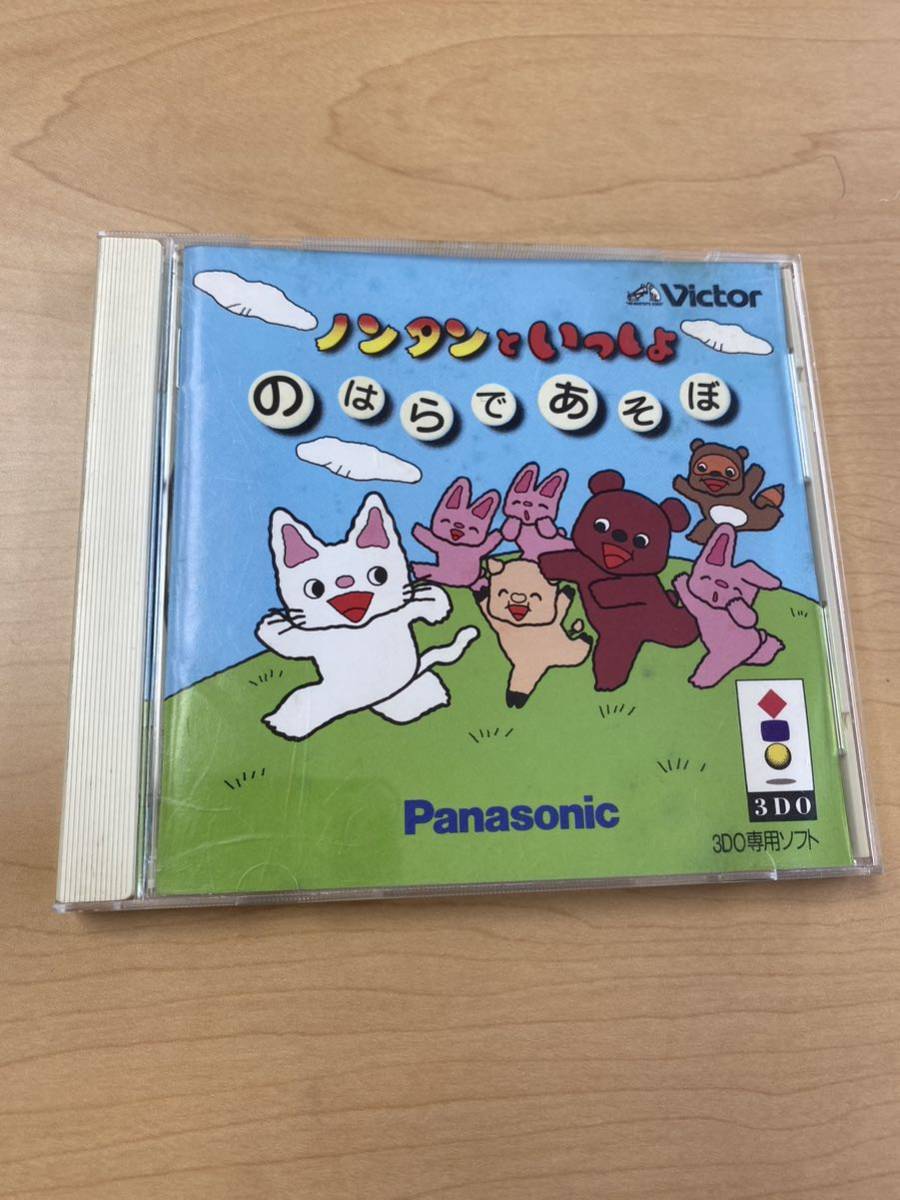 Victor
ノンタンといっしょ
のはらであそぼ
Panasonic
3DO
3DO専用ソフト